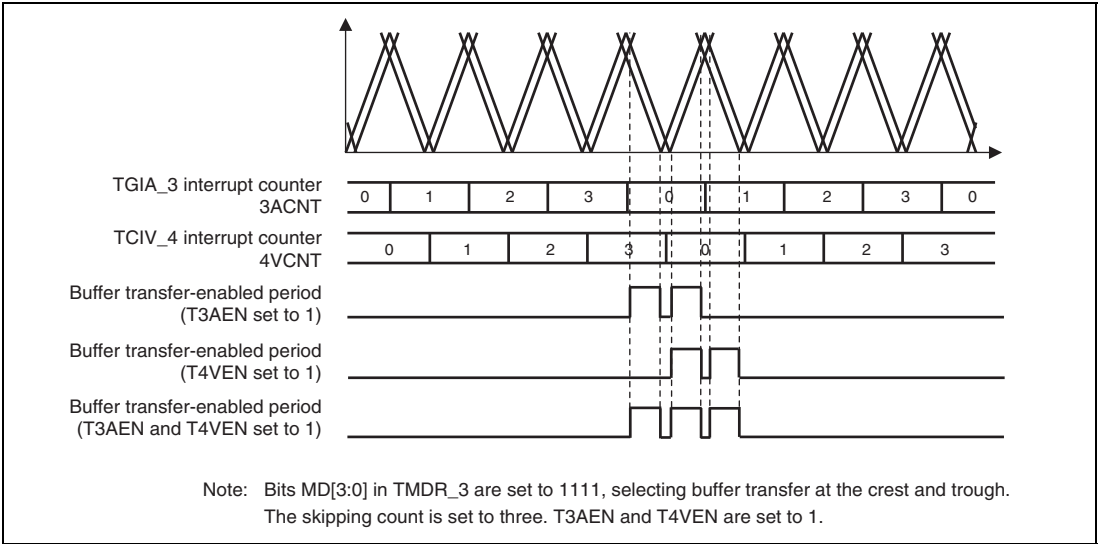 TGIA_3 interrupt counter
3ACNT
0 1 2 3 0 1 2 3 0
TCIV_4 interrupt counter
4VCNT
0 1 2 3 0 1 2 3
Buffer transfer-enabled period
(T3AEN set to 1)
Buffer transfer-enabled period
(T4VEN set to 1)
Buffer transfer-enabled period
(T3AEN and T4VEN set to 1)
Note: Bits MD[3:0] in TMDR_3 are set to 1111, selecting buffer transfer at the crest and trough.
The skipping count is set to three. T3AEN and T4VEN are set to 1.